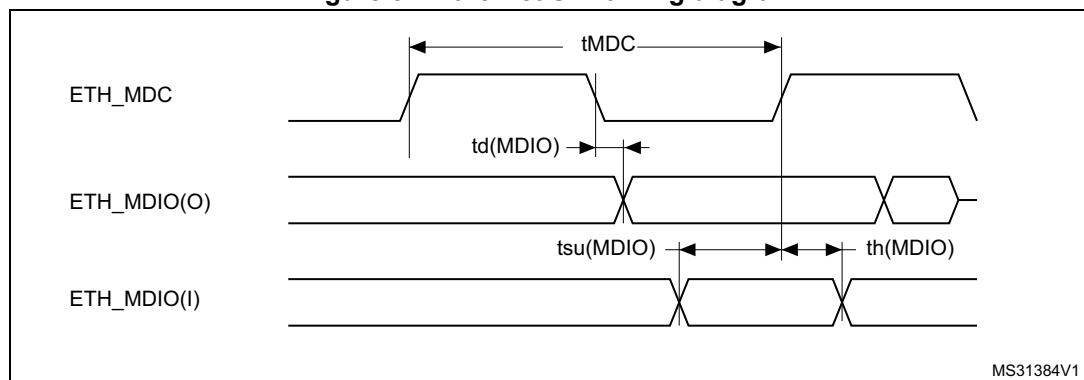 tMDC
ETH_MDC
td(MDIO)
ETH_MDIO(O)
tsu(MDIO)
th(MDIO)
ETH_MDIO(I)
MS31384V1